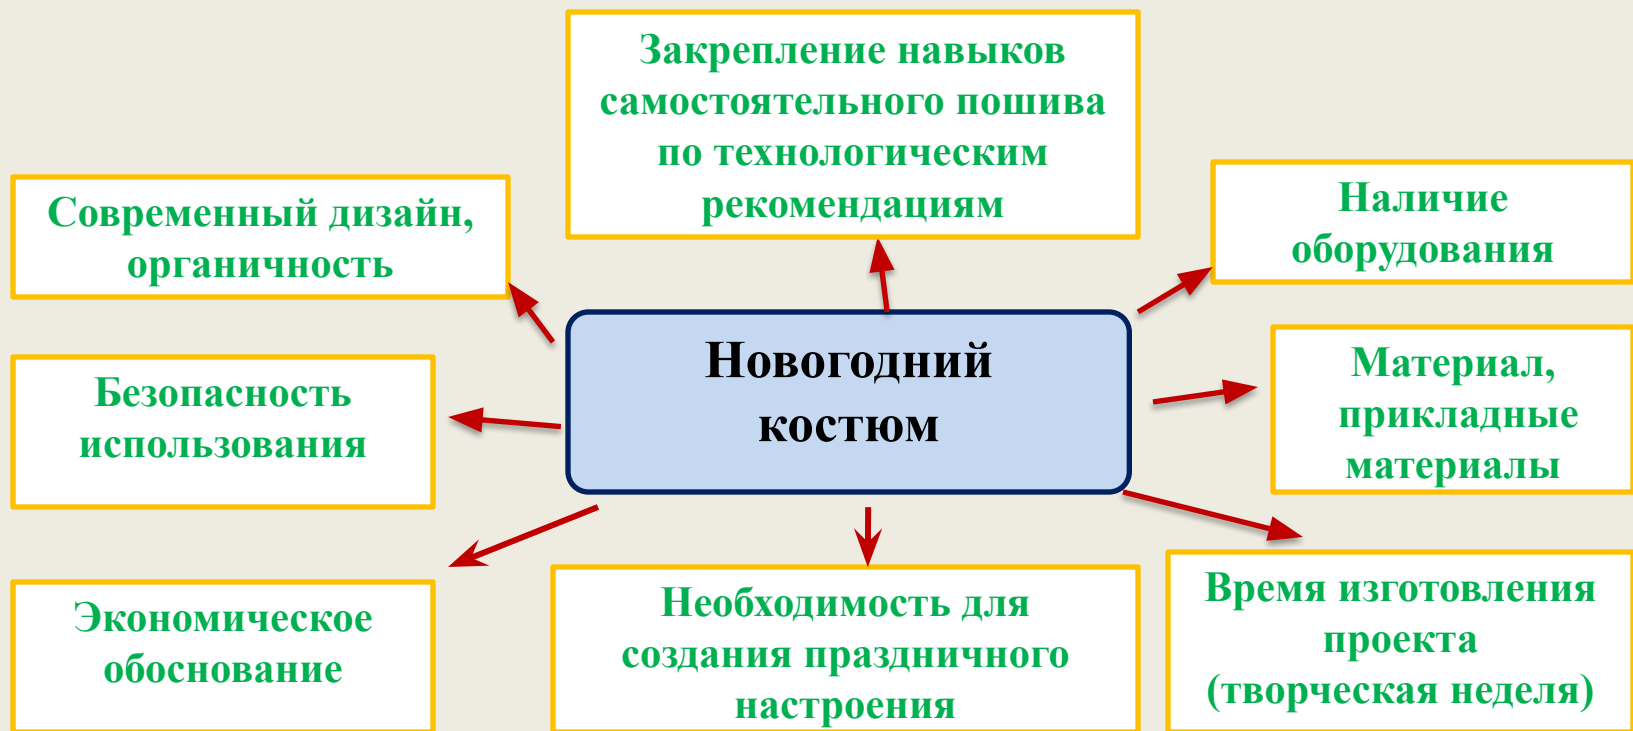 Закрепление навыков
самостоятельного пошива
по технологическим
рекомендациям
Современный дизайн,
органичность
Наличие
оборудования
Безопасность
использования
Новогодний
костюм
Материал,
прикладные
материалы
Экономическое
обоснование
Необходимость для
создания праздничного
настроения
Время изготовления
проекта
(творческая неделя)